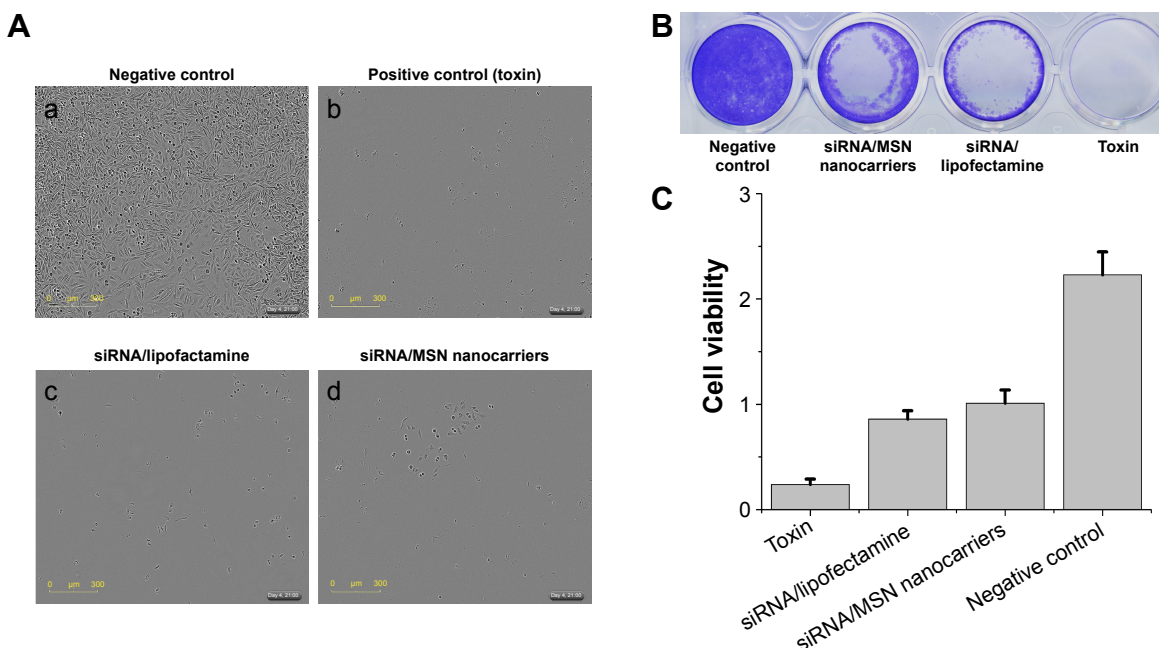 A
Negative control
Positive control (toxin)
a
b
0 µm 300
Day 4, 21:00
0 µm 300
Day 4, 21:00
siRNA/lipofactamine
siRNA/MSN nanocarriers
c
d
0 µm 300
Day 4, 21:00
0 µm 300
Day 4, 21:00
B
Negative
control
siRNA/MSN
nanocarriers
siRNA/
lipofectamine
Toxin
C
Cell viability
3
2
1
0
Toxin
siRNA/lipofectamine
siRNA/MSN nanocarriers
Negative control